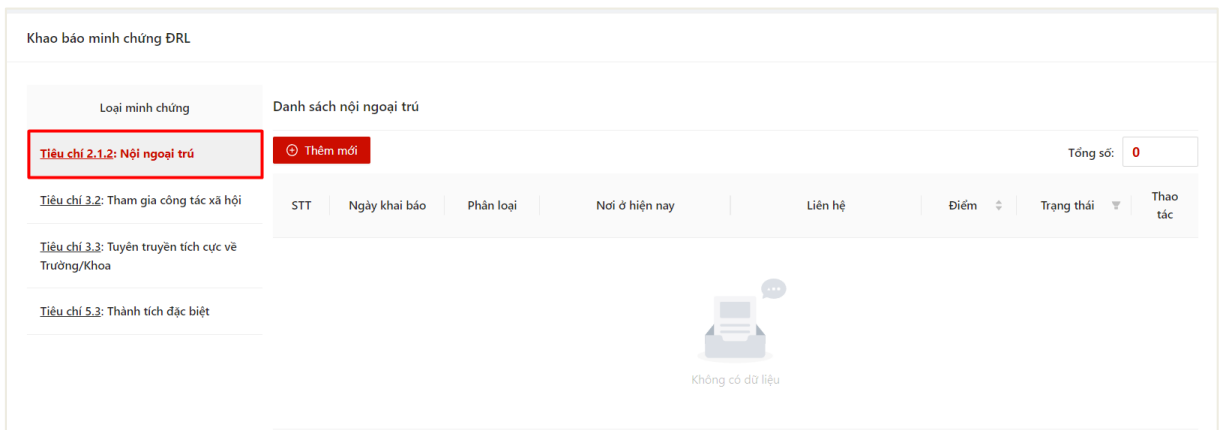 Khao báo minh chứng ĐRL
Loại minh chứng
Tiêu chí 2.1.2: Nội ngoại trú
Tiêu chí 3.2: Tham gia công tác xã hội
Tiêu chí 3.3: Tuyên truyền tích cực về
Trường/Khoa
Tiêu chí 5.3: Thành tích đặc biệt
Danh sách nội ngoại trú
Thêm mới
Tổng số: 0
STT Ngày khai báo Phân loại Nơi ở hiện nay Liên hệ Điểm Trạng thái Thao
tác
Không có dữ liệu